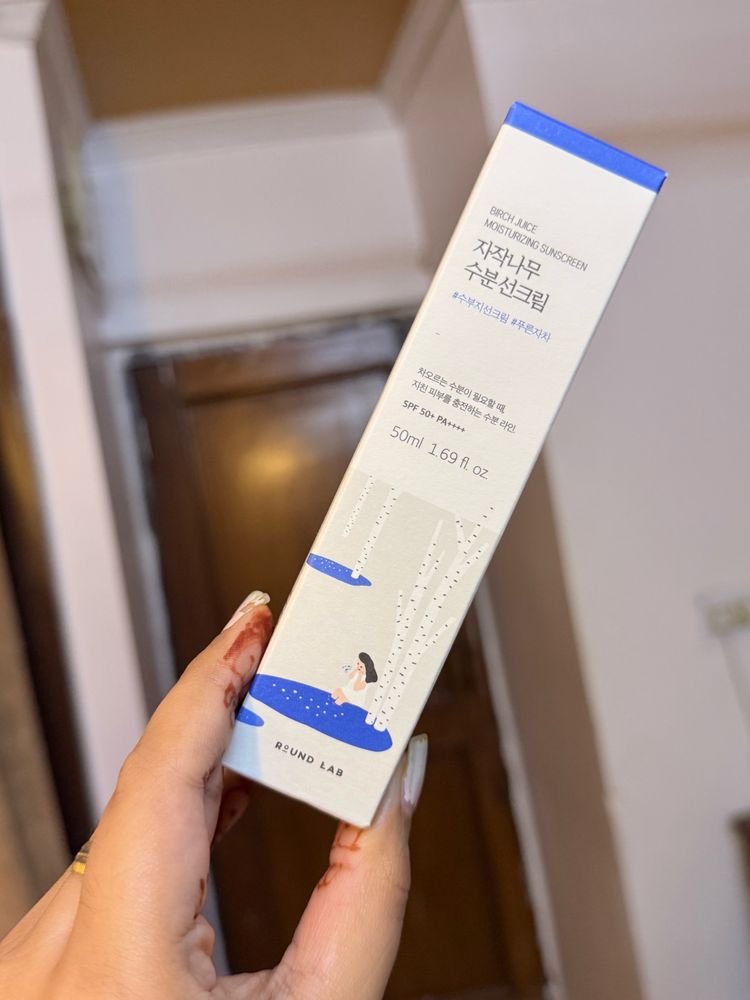 BIRCH JUICE
MOISTURIZING SUNSCREEN
자작나무
수분 선크림
#수부지선크림 #푸른자차
차오르는 수분이 필요할 때,
지친 피부를 충전하는 수분 라인.
SPF 50+ PA++++
50ml 1.69 fl. oz.
ROUND LAB